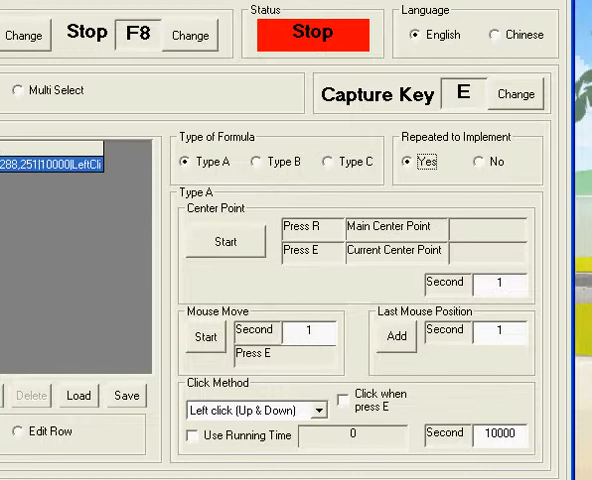 Status
Language
Change
Stop
F8
Change
Stop
English
Chinese
Multi Select
Capture Key
E
Change
Type of Formula
Repeated to Implement
288,251|10000|LeftCli
Type A
Type B
Type C
Yes
No
Type A
Center Point
Start
Press R
Main Center Point
Press E
Current Center Point
Second
1
Mouse Move
Last Mouse Position
Start
Second
1
Add
Second
1
Press E
Click Method
Delete
Load
Save
Left click (Up & Down)
Click when
press E
Edit Row
Use Running Time
0
Second
10000